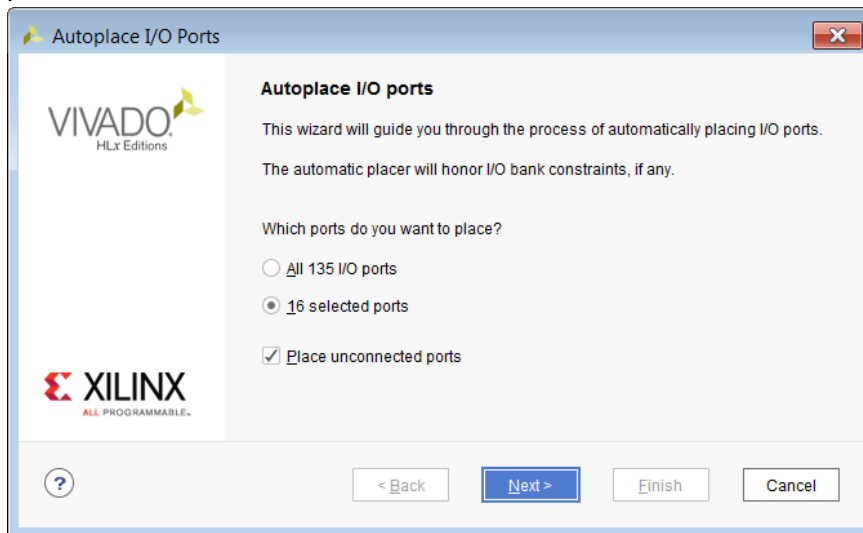 Autoplace I/O Ports
VIVADO.
HLx Editions
Autoplace I/O ports
This wizard will guide you through the process of automatically placing I/O ports.
The automatic placer will honor I/O bank constraints, if any.
Which ports do you want to place?
All 135 I/O ports
16 selected ports
Place unconnected ports
XILINX
ALL PROGRAMMABLE™
?
< Back
Next >
Finish
Cancel